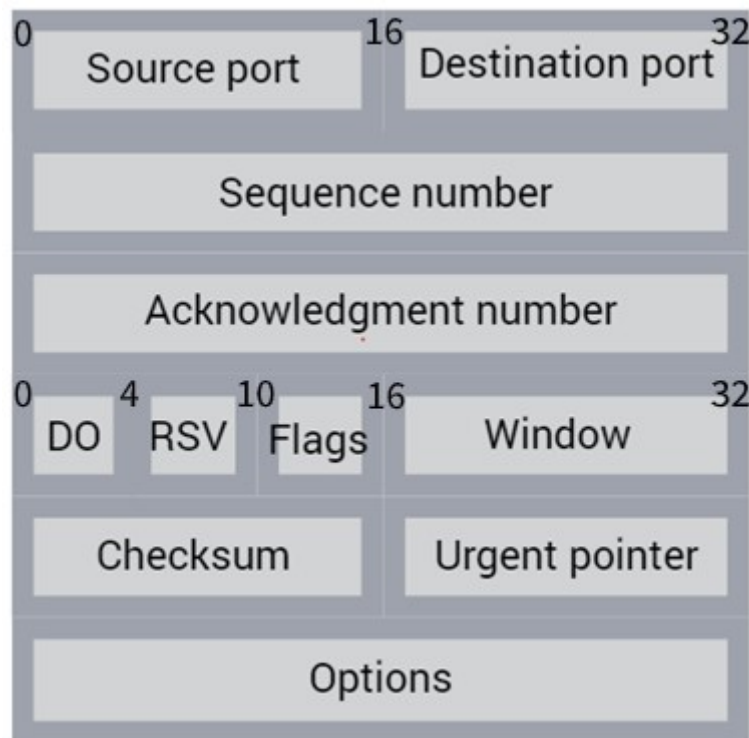 0 16 32
Source port Destination port
Sequence number
Acknowledgment number
0 4 10 16 32
DO RSV Flags Window
Checksum Urgent pointer
Options